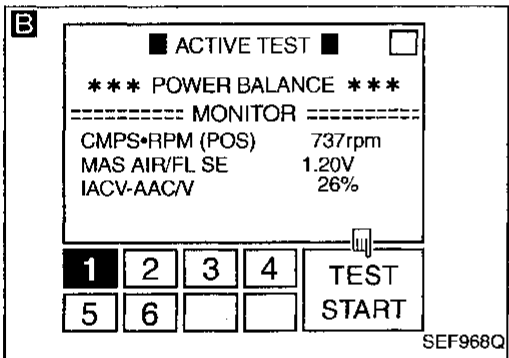 B
■ ACTIVE TEST ■
*** POWER BALANCE ***
========= MONITOR =========
CMPS•RPM (POS) 737rpm
MAS AIR/FL SE 1.20V
IACV-AAC/V 26%
1 2 3 4 TEST
5 6 START
SEF968Q